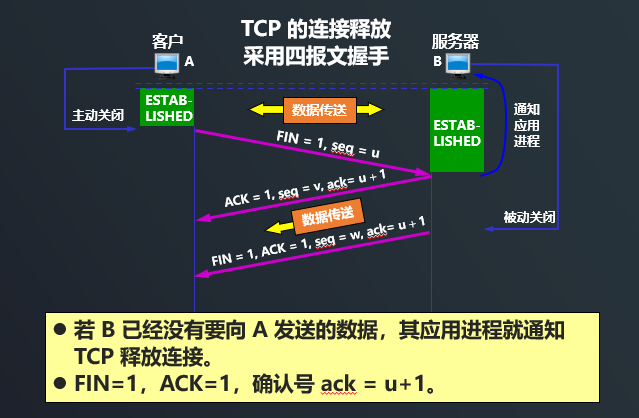 TCP 的连接释放
采用四报文握手
客户
A
服务器
B
ESTAB-
LISHED
数据传送
ESTAB-
LISHED
通知
应用
进程
主动关闭
FIN = 1, seq = u
ACK = 1, seq = v, ack= u + 1
数据传送
被动关闭
FIN = 1, ACK = 1, seq = w, ack= u + 1
● 若 B 已经没有要向 A 发送的数据，其应用进程就通知
TCP 释放连接。
● FIN=1，ACK=1，确认号 ack = u+1。